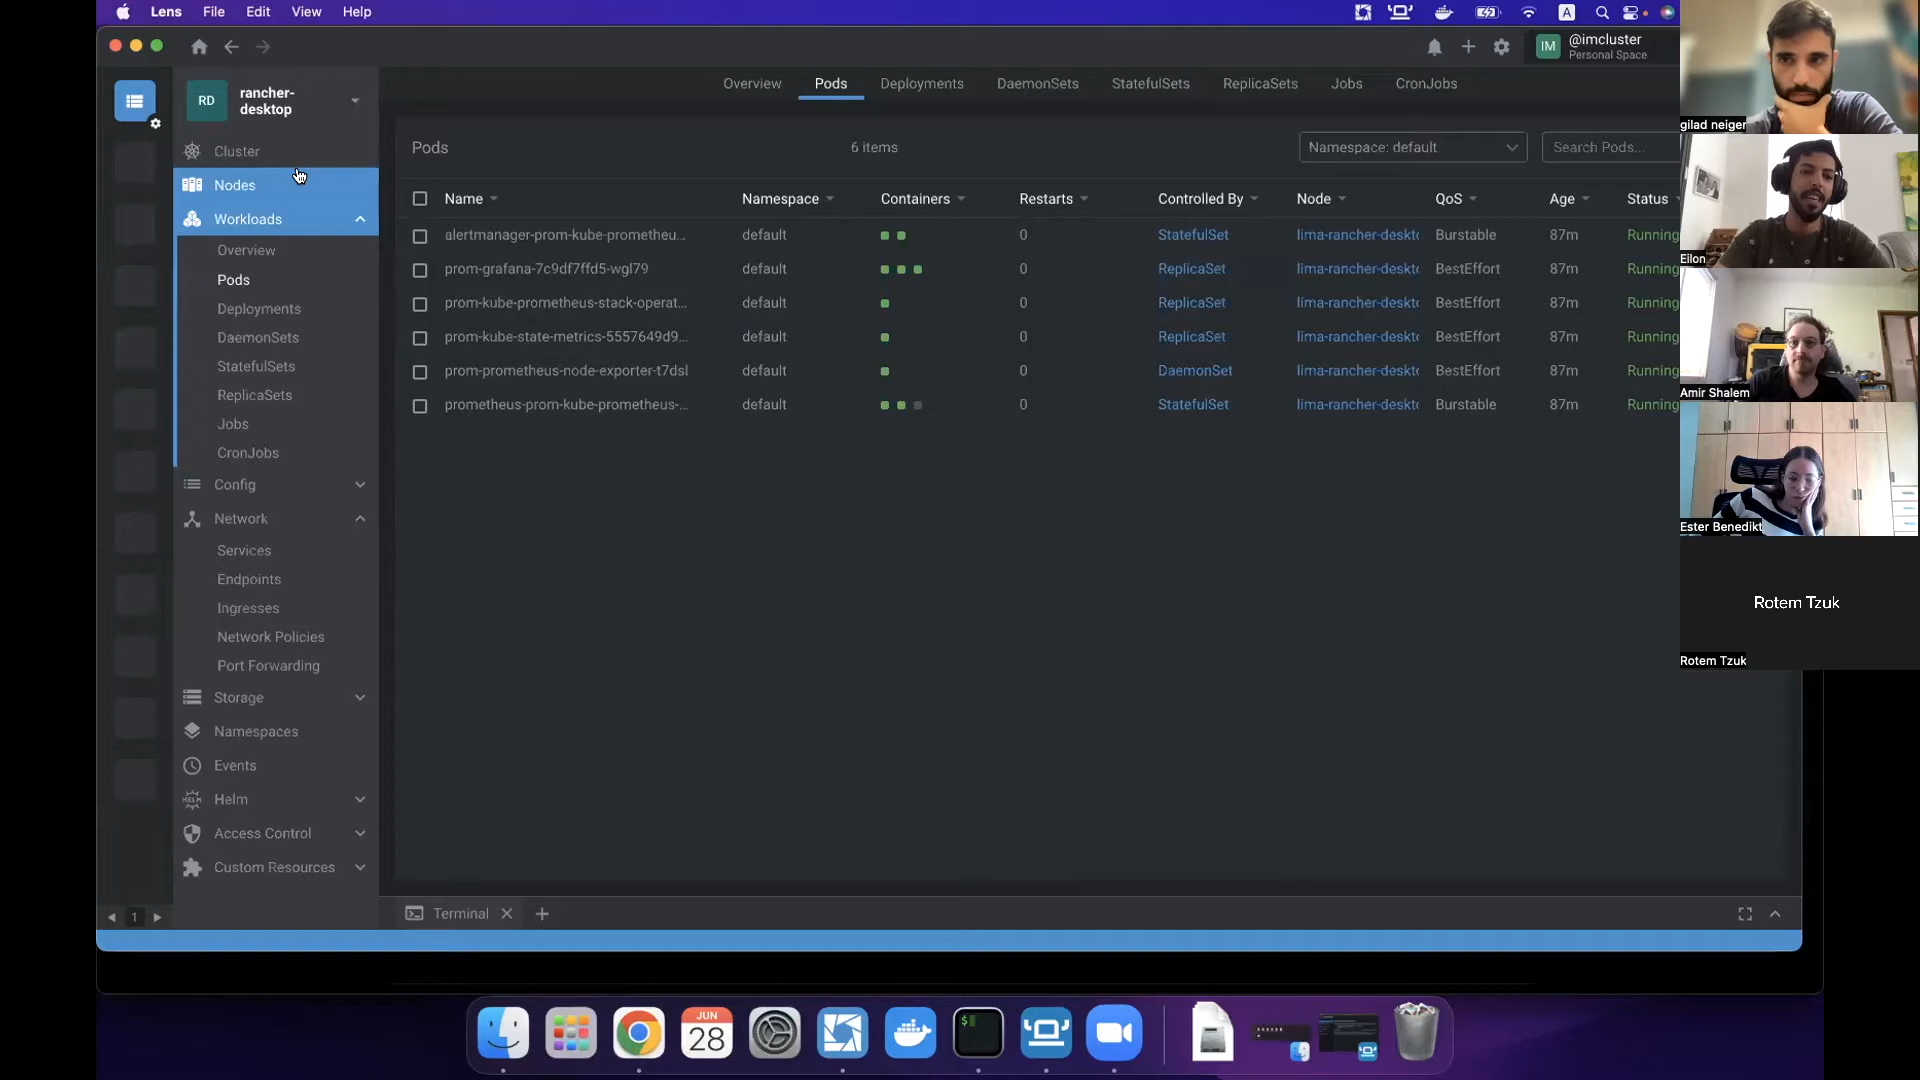 Lens File Edit View Help
A
rancher-desktop
RD
IM @imcluster
Personal Space
Overview Pods Deployments DaemonSets StatefulSets ReplicaSets Jobs CronJobs
Cluster
Nodes
Workloads
Overview
Pods
Deployments
DaemonSets
StatefulSets
ReplicaSets
Jobs
CronJobs
Config
Network
Services
Endpoints
Ingresses
Network Policies
Port Forwarding
Storage
Namespaces
Events
HELM Helm
Access Control
Custom Resources
1
Pods 6 items Namespace: default Search Pods...
Name Namespace Containers Restarts Controlled By Node QoS Age Status
alertmanager-prom-kube-prometheu... default 0 StatefulSet lima-rancher-deskto Burstable 87m Running
prom-grafana-7c9df7ffd5-wgl79 default 0 ReplicaSet lima-rancher-deskto BestEffort 87m Running
prom-kube-prometheus-stack-operat... default 0 ReplicaSet lima-rancher-deskto BestEffort 87m Running
prom-kube-state-metrics-5557649d9... default 0 ReplicaSet lima-rancher-deskto BestEffort 87m Running
prom-prometheus-node-exporter-t7dsl default 0 DaemonSet lima-rancher-deskto BestEffort 87m Running
prometheus-prom-kube-prometheus-... default 0 StatefulSet lima-rancher-deskto Burstable 87m Running
Terminal
gilad neiger
Eilon
Amir Shalem
Ester Benedikt
Rotem Tzuk
Rotem Tzuk
JUN
28
$